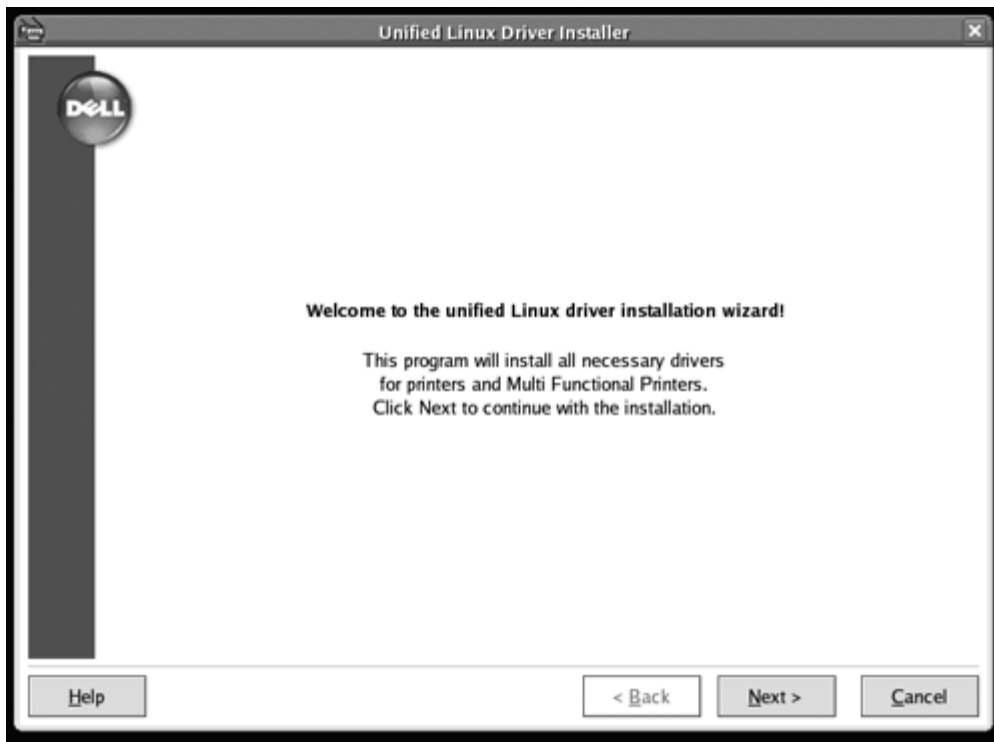 Unified Linux Driver Installer
DELL
Welcome to the unified Linux driver installation wizard!
This program will install all necessary drivers
for printers and Multi Functional Printers.
Click Next to continue with the installation.
Help
< Back
Next >
Cancel